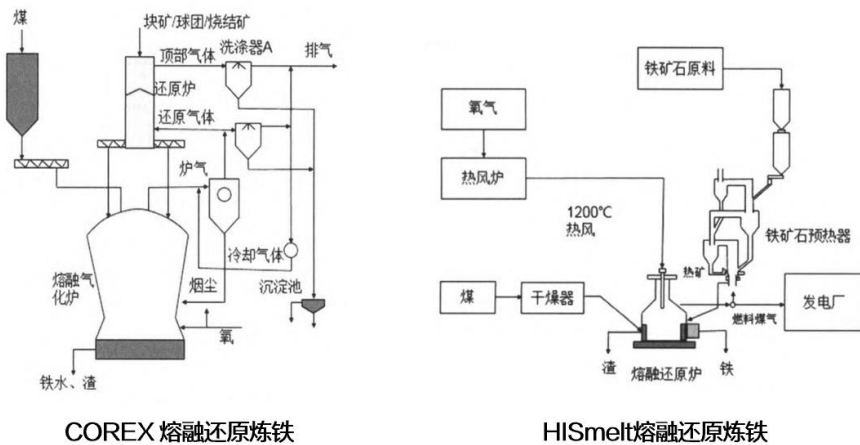 煤
块矿/球团/烧结矿
顶部气体
洗涤器A
排气
还原炉
还原气体
炉气
冷却气体
熔融气
化炉
烟尘
沉淀池
氧
铁水、渣
COREX 熔融还原炼铁
铁矿石原料
氧气
热风炉
1200℃
热风
铁矿石预热器
热矿
煤
干燥器
燃料煤气
发电厂
渣
铁
熔融还原炉
HISmelt熔融还原炼铁